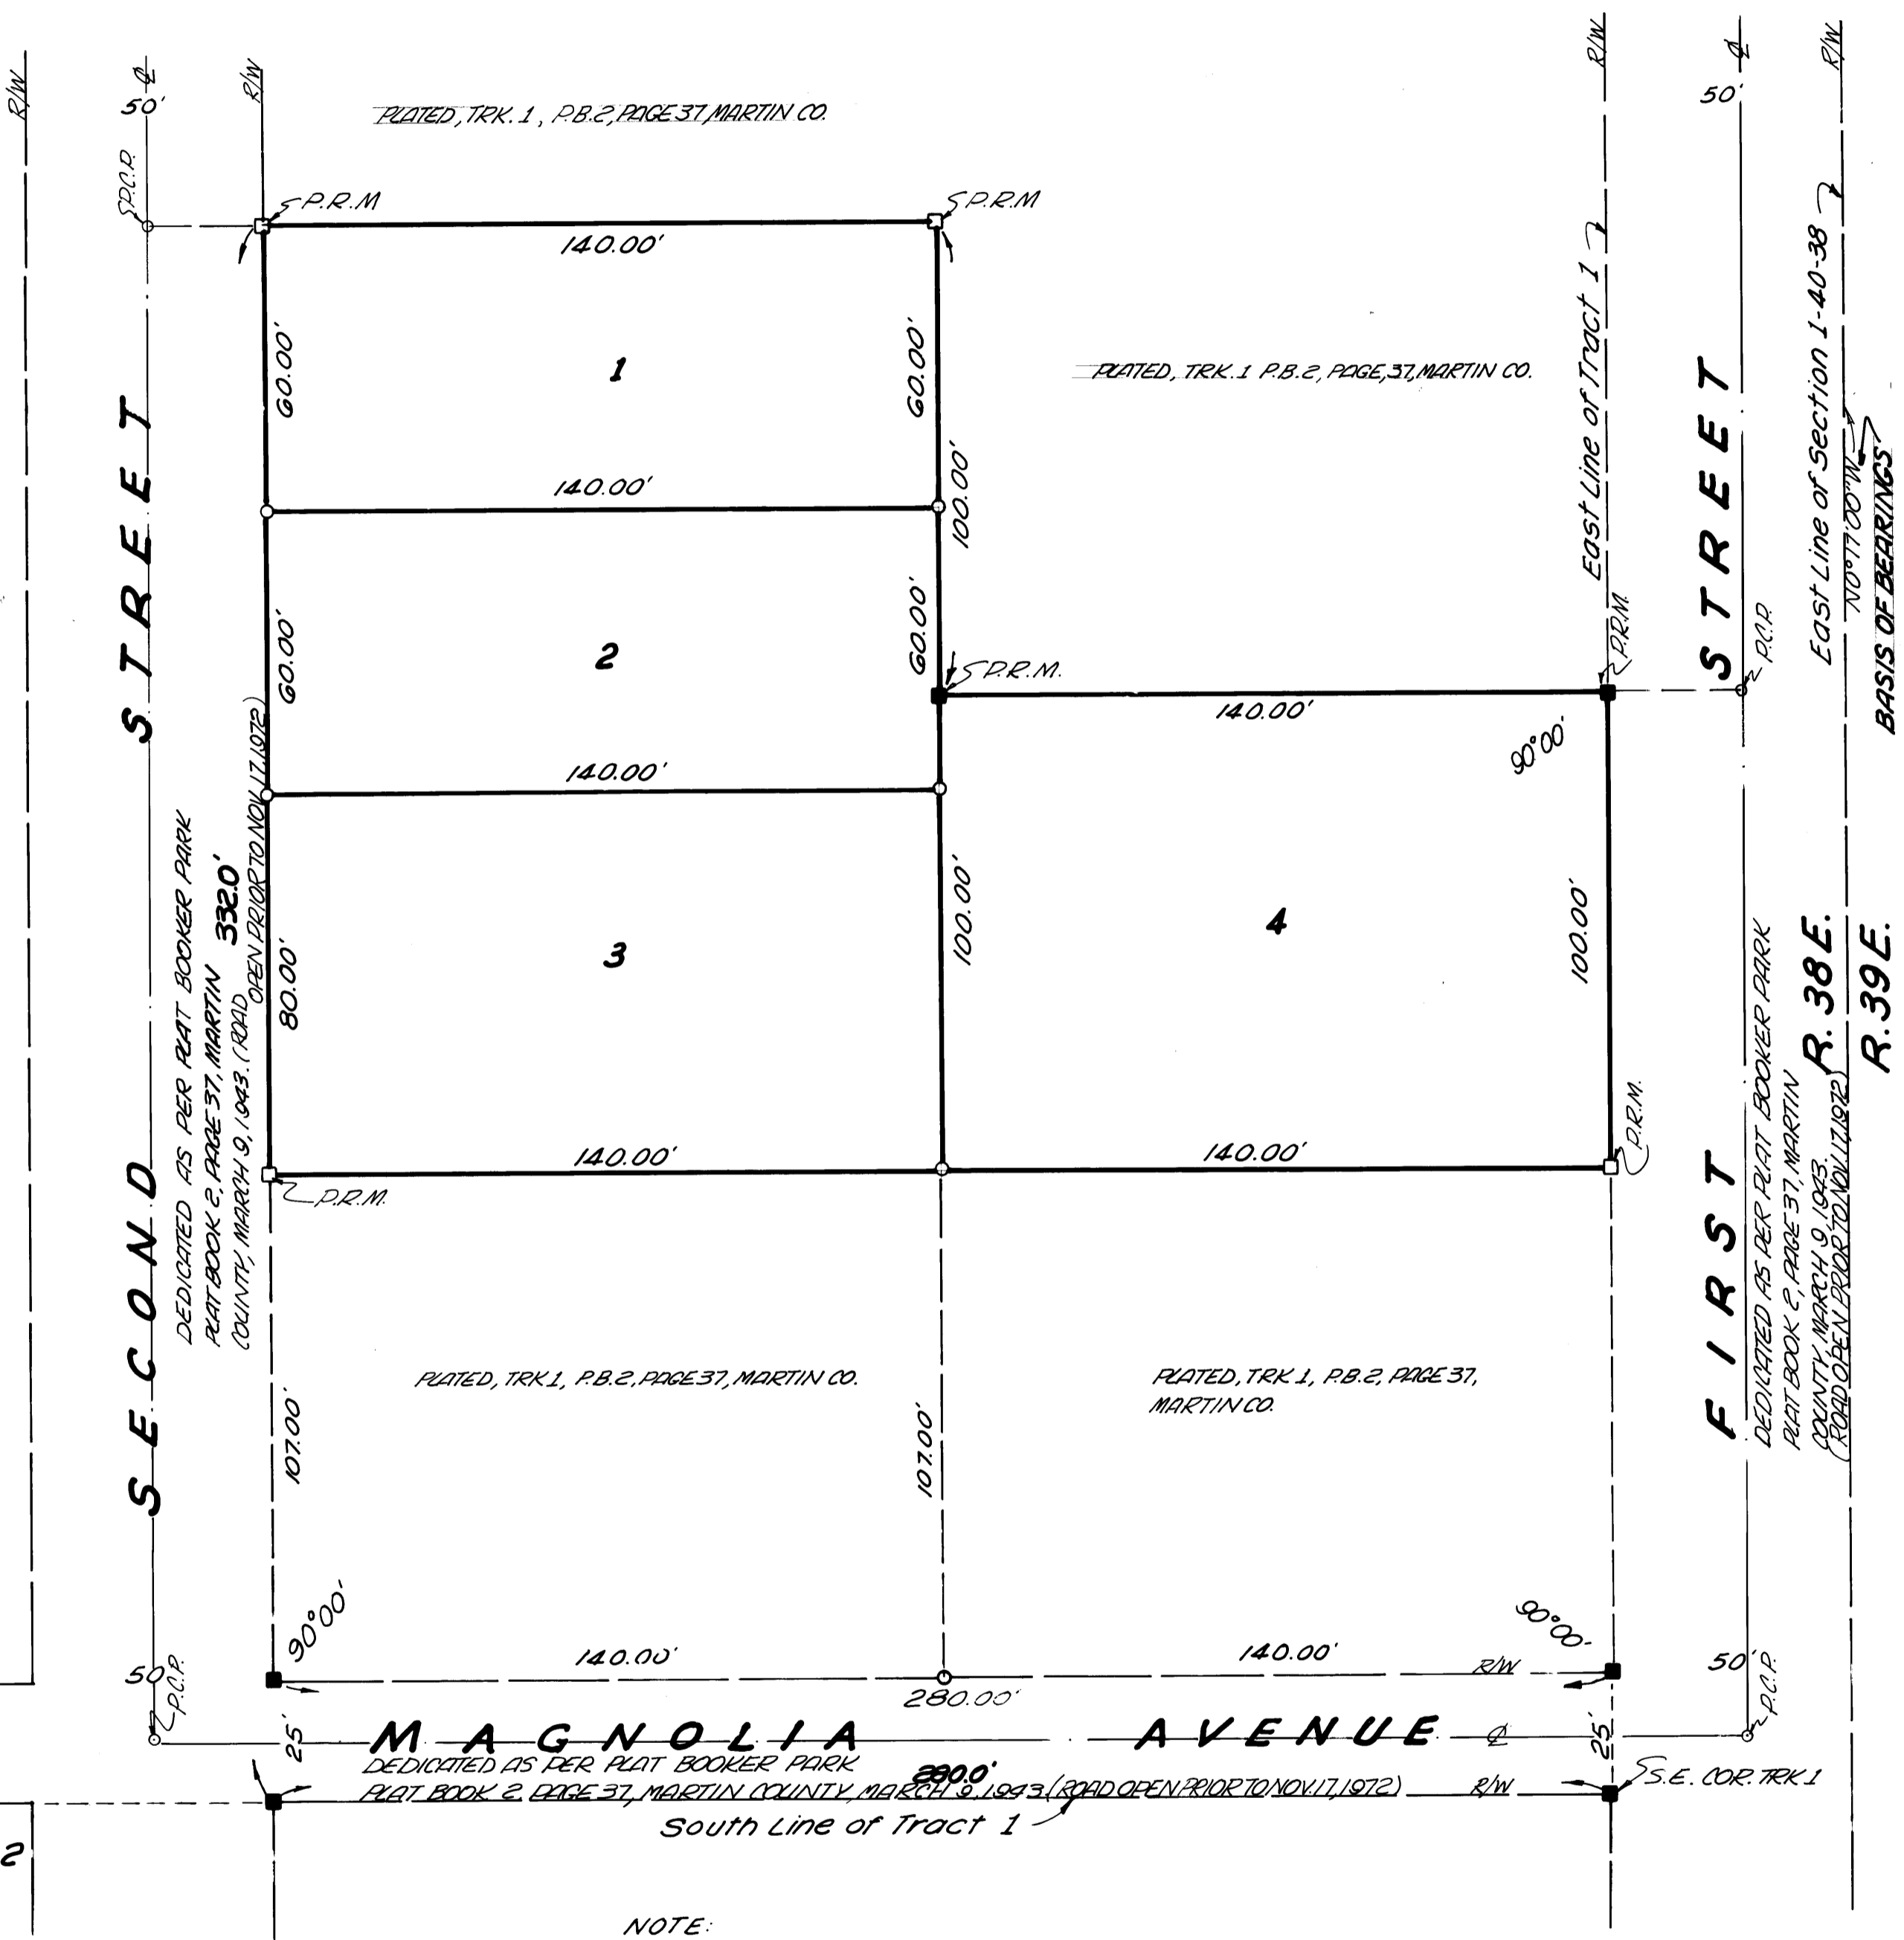 R/W
50'
℄
R/W
PLATED, TRK. 1, P.B.2, PAGE 37, MARTIN CO.
R/W
50'
℄
R/W
P.C.P.
P.R.M
P.R.M
140.00'
60.00'
1
60.00'
PLATED, TRK. 1 P.B.2, PAGE, 37, MARTIN CO.
East Line of Tract 1
East Line of Section 1-40-38
N0°17'00"W
BASIS OF BEARINGS
140.00'
100.00'
60.00'
2
60.00'
P.R.M.
P.R.M.
P.C.P.
140.00'
90°00'
140.00'
80.00'
3
100.00'
4
100.00'
SECOND STREET
DEDICATED AS PER PLAT BOOKER PARK
PLAT BOOK 2, PAGE 37, MARTIN
332.0'
COUNTY, MARCH 9, 1943. (ROAD
OPEN PRIOR TO NOV. 17, 1972)
FIRST STREET
DEDICATED AS PER PLAT BOOKER PARK
PLAT BOOK 2, PAGE 37, MARTIN
COUNTY, MARCH 9, 1943.
(ROAD OPEN PRIOR TO NOV. 17, 1972)
R. 38 E.
R. 39 E.
140.00'
140.00'
P.R.M.
P.R.M.
PLATED, TRK 1, P.B.2, PAGE 37, MARTIN CO.
PLATED, TRK 1, P.B.2, PAGE 37,
MARTIN CO.
107.00'
107.00'
90°00'
90°00'
140.00'
140.00'
R/W
50'
P.C.P.
50'
P.C.P.
280.00'
25'
MAGNOLIA AVENUE
℄
25'
DEDICATED AS PER PLAT BOOKER PARK
280.0'
PLAT BOOK 2, PAGE 37, MARTIN COUNTY, MARCH 9, 1943 (ROAD OPEN PRIOR TO NOV. 17, 1972)
R/W
S.E. COR. TRK 1
South Line of Tract 1
2
NOTE: